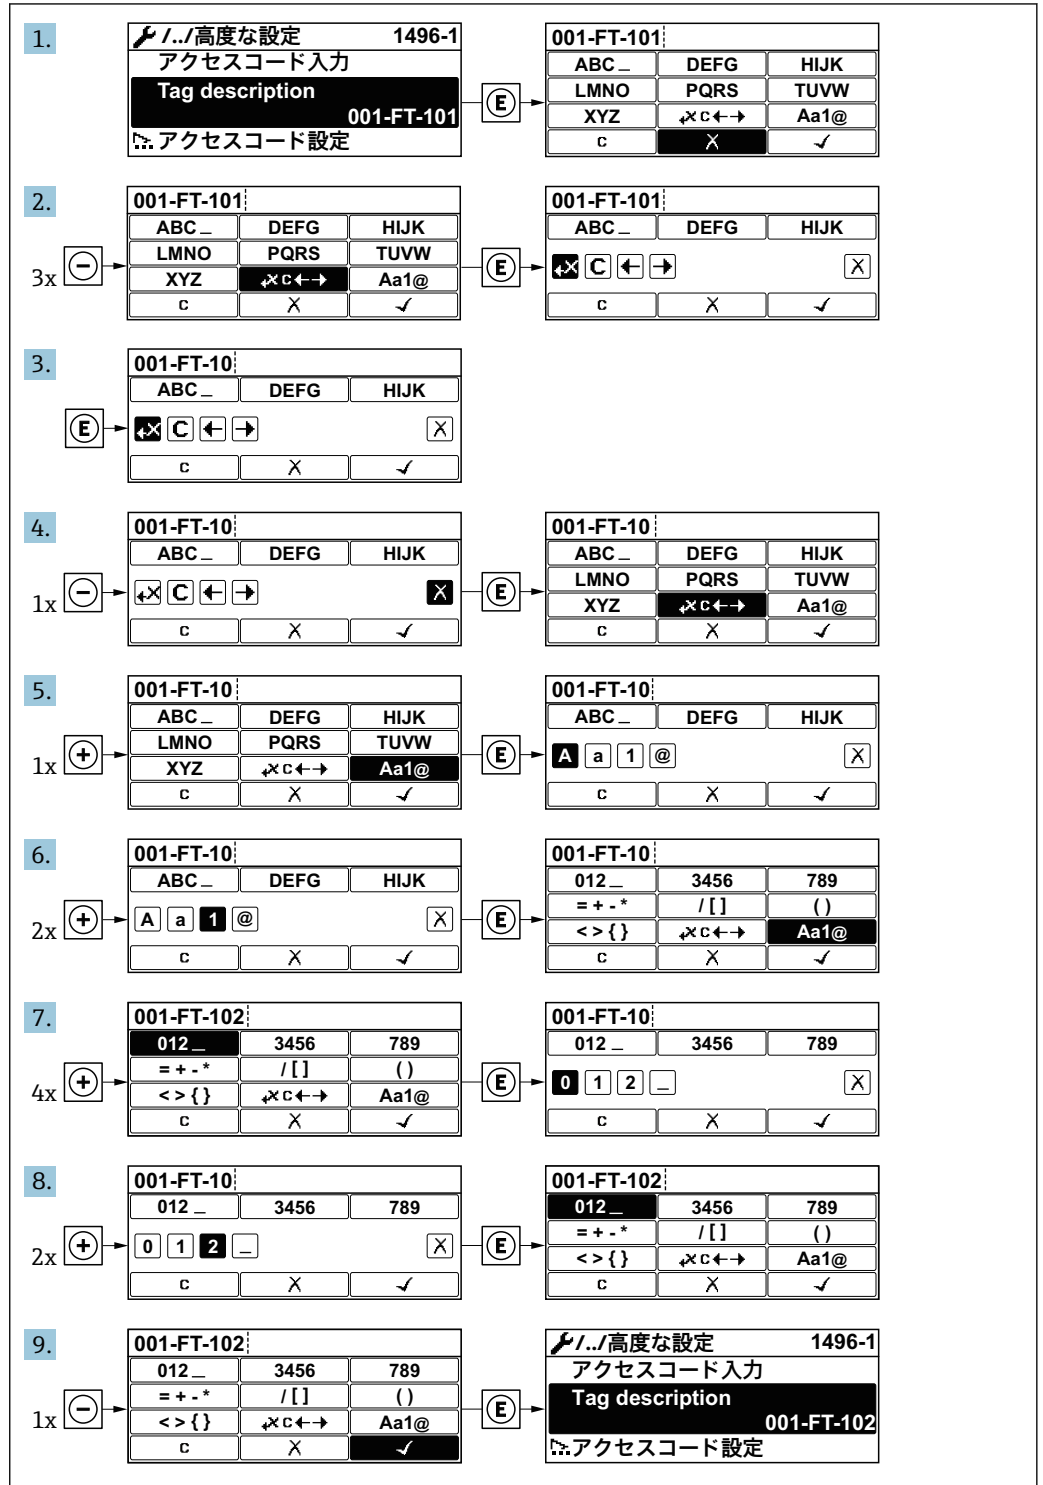 1.
/../高度な設定 1496-1
アクセスコード入力
Tag description
001-FT-101
アクセスコード設定
E
001-FT-101
ABC_ DEFG HIJK
LMNO PQRS TUVW
XYZ C←→ Aa1@
C X ✓
2.
3x
001-FT-101
ABC_ DEFG HIJK
LMNO PQRS TUVW
XYZ C←→ Aa1@
C X ✓
E
001-FT-101
ABC_ DEFG HIJK
C ← → X
C X ✓
3.
E
001-FT-10
ABC_ DEFG HIJK
C ← → X
C X ✓
4.
1x
001-FT-10
ABC_ DEFG HIJK
C ← → X
C X ✓
E
001-FT-10
ABC_ DEFG HIJK
LMNO PQRS TUVW
XYZ C←→ Aa1@
C X ✓
5.
1x
001-FT-10
ABC_ DEFG HIJK
LMNO PQRS TUVW
XYZ C←→ Aa1@
C X ✓
E
001-FT-10
ABC_ DEFG HIJK
A a 1 @ X
C X ✓
6.
2x
001-FT-10
ABC_ DEFG HIJK
A a 1 @ X
C X ✓
E
001-FT-10
012_ 3456 789
=+-* /[] ()
<>{} C←→ Aa1@
C X ✓
7.
4x
001-FT-102
012_ 3456 789
=+-* /[] ()
<>{} C←→ Aa1@
C X ✓
E
001-FT-10
012_ 3456 789
0 1 2 _ X
C X ✓
8.
2x
001-FT-10
012_ 3456 789
0 1 2 _ X
C X ✓
E
001-FT-102
012_ 3456 789
=+-* /[] ()
<>{} C←→ Aa1@
C X ✓
9.
1x
001-FT-102
012_ 3456 789
=+-* /[] ()
<>{} C←→ Aa1@
C X ✓
E
/../高度な設定 1496-1
アクセスコード入力
Tag description
001-FT-102
アクセスコード設定